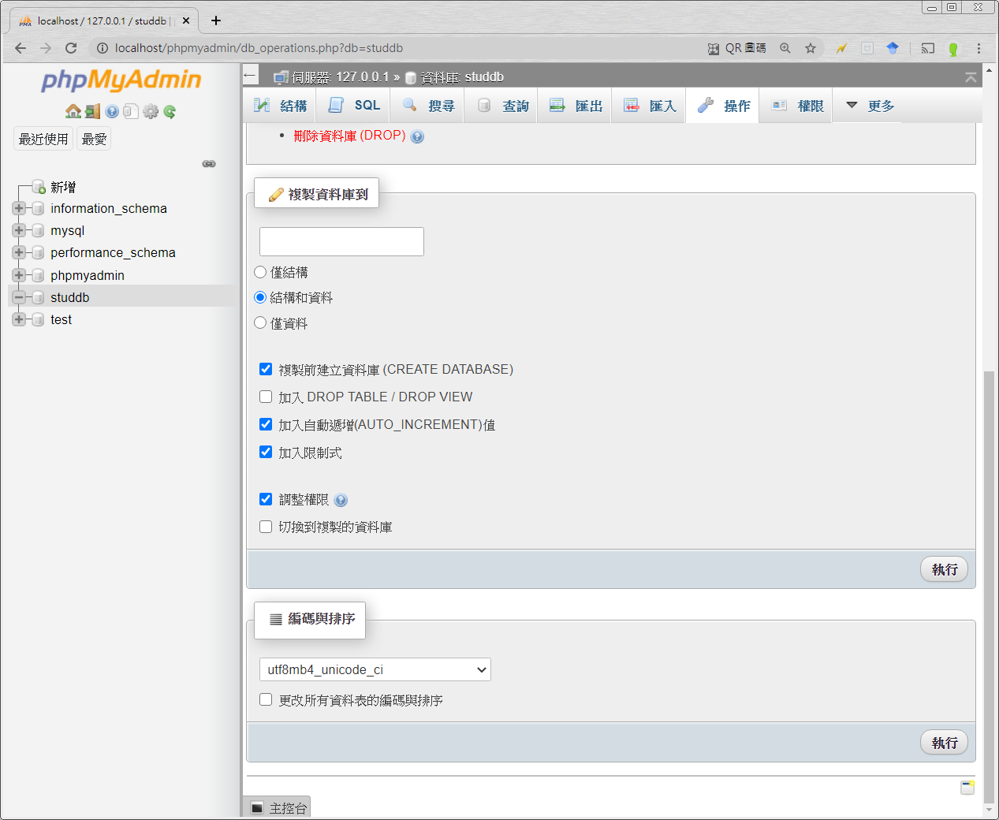 localhost / 127.0.0.1 / studdb |
localhost/phpmyadmin/db_operations.php?db=studdb
QR 圖碼
phpMyAdmin
最近使用
最愛
新增
information_schema
mysql
performance_schema
phpmyadmin
studdb
test
伺服器: 127.0.0.1 » 資料庫: studdb
結構
SQL
搜尋
查詢
匯出
匯入
操作
權限
更多
刪除資料庫 (DROP)
複製資料庫到
僅結構
結構和資料
僅資料
複製前建立資料庫 (CREATE DATABASE)
加入 DROP TABLE / DROP VIEW
加入自動遞增(AUTO_INCREMENT)值
加入限制式
調整權限
切換到複製的資料庫
執行
編碼與排序
utf8mb4_unicode_ci
更改所有資料表的編碼與排序
執行
主控台